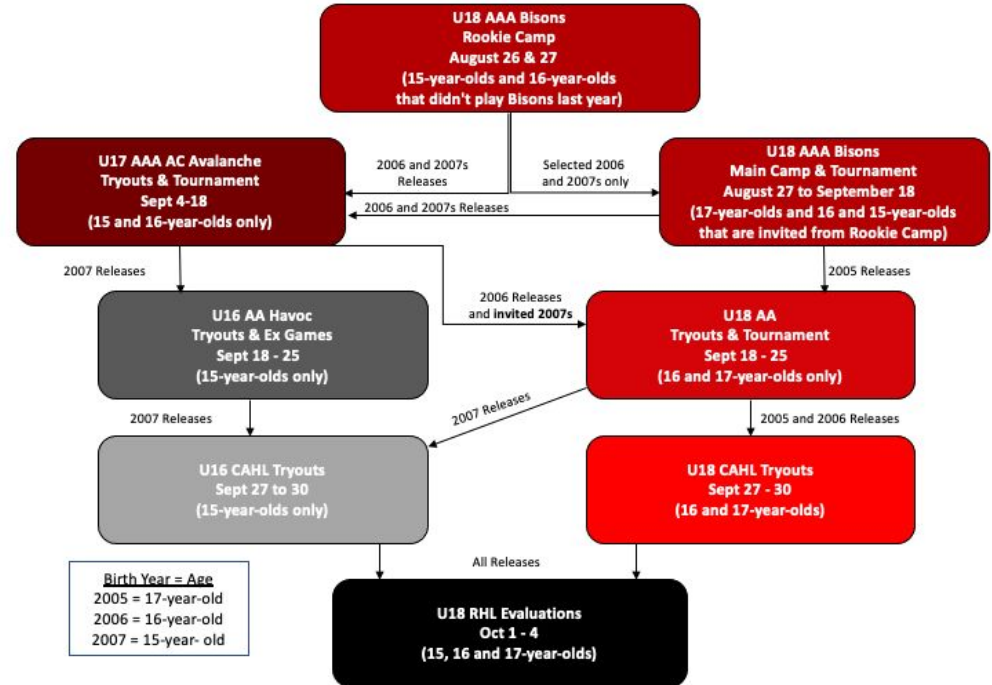 U18 AAA Bisons
Rookie Camp
August 26 & 27
(15-year-olds and 16-year-olds
that didn't play Bisons last year)
U17 AAA AC Avalanche
Tryouts & Tournament
Sept 4-18
(15 and 16-year-olds only)
2006 and 2007s
Releases
Selected 2006
and 2007s only
2006 and 2007s Releases
U18 AAA Bisons
Main Camp & Tournament
August 27 to September 18
(17-year-olds and 16 and 15-year-olds
that are invited from Rookie Camp)
2007 Releases
2006 Releases
and invited 2007s
2005 Releases
U16 AA Havoc
Tryouts & Ex Games
Sept 18 - 25
(15-year-olds only)
U18 AA
Tryouts & Tournament
Sept 18 - 25
(16 and 17-year-olds only)
2007 Releases
2007 Releases
2005 and 2006 Releases
U16 CAHL Tryouts
Sept 27 to 30
(15-year-olds only)
U18 CAHL Tryouts
Sept 27 - 30
(16 and 17-year-olds)
All Releases
Birth Year = Age
2005 = 17-year-old
2006 = 16-year-old
2007 = 15-year- old
U18 RHL Evaluations
Oct 1 - 4
(15, 16 and 17-year-olds)